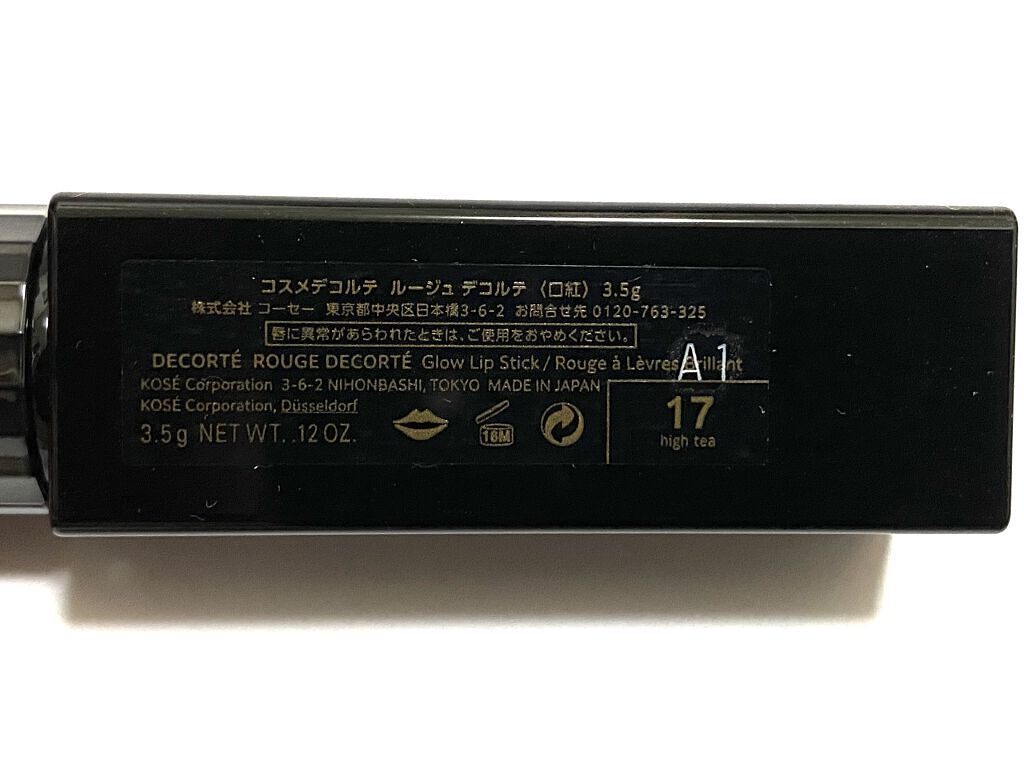 コスメデコルテ ルージュ デコルテ 〈口紅〉 3.5g
株式会社 コーセー 東京都中央区日本橋3-6-2 お問合せ先 0120-763-325
唇に異常があらわれたときは、ご使用をおやめください。
DECORTÉ ROUGE DECORTÉ Glow Lip Stick / Rouge à Lèvres Brillant
A1
KOSÉ Corporation 3-6-2 NIHONBASHI, TOKYO MADE IN JAPAN
KOSÉ Corporation, Düsseldorf
3.5g NET WT. .12 OZ.
16M
17
high tea